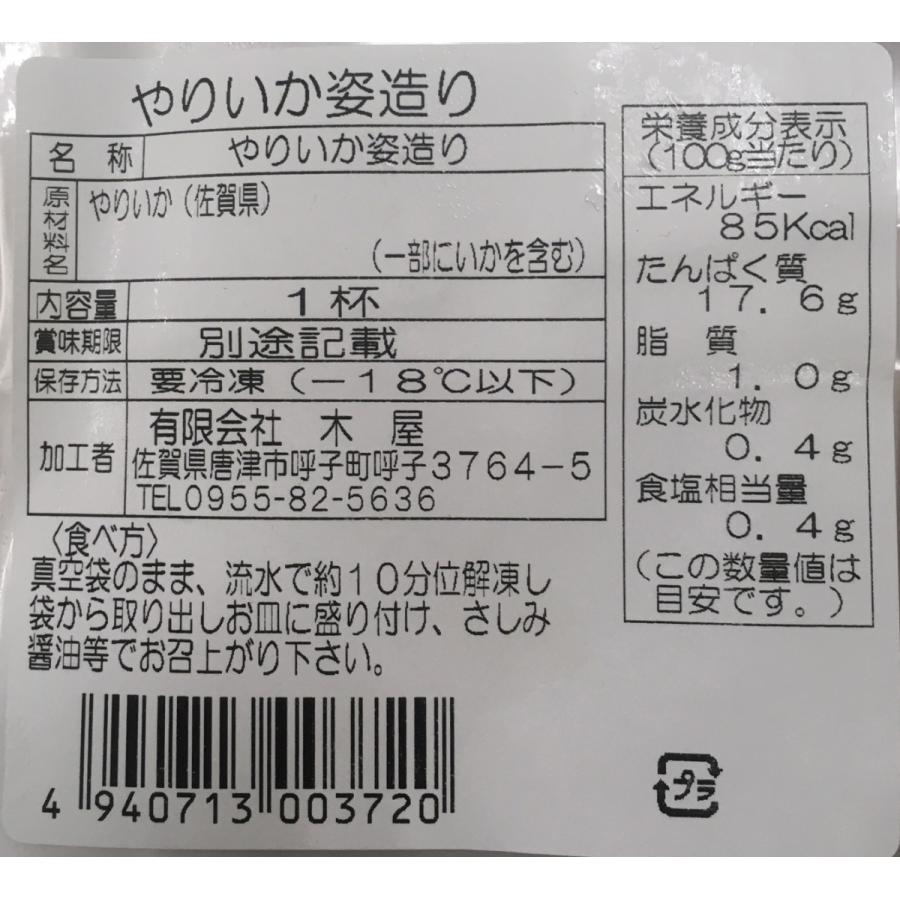 やりいか姿造り
名 称 やりいか姿造り
原材料名 やりいか（佐賀県）
（一部にいかを含む）
内容量 １杯
賞味期限 別途記載
保存方法 要冷凍（－１８℃以下）
加工者 有限会社 木 屋
佐賀県唐津市呼子町呼子３７６４－５
TEL0955-82-5636
〈食べ方〉
真空袋のまま、流水で約１０分位解凍し
袋から取り出しお皿に盛り付け、さしみ
醤油等でお召上がり下さい。
4 940713 003720
栄養成分表示
（100g当たり）
エネルギー
８５Kcal
たんぱく質
１７．６g
脂 質
１．０g
炭水化物
０．４g
食塩相当量
０．４g
（この数量値は
目安です。）
プラ